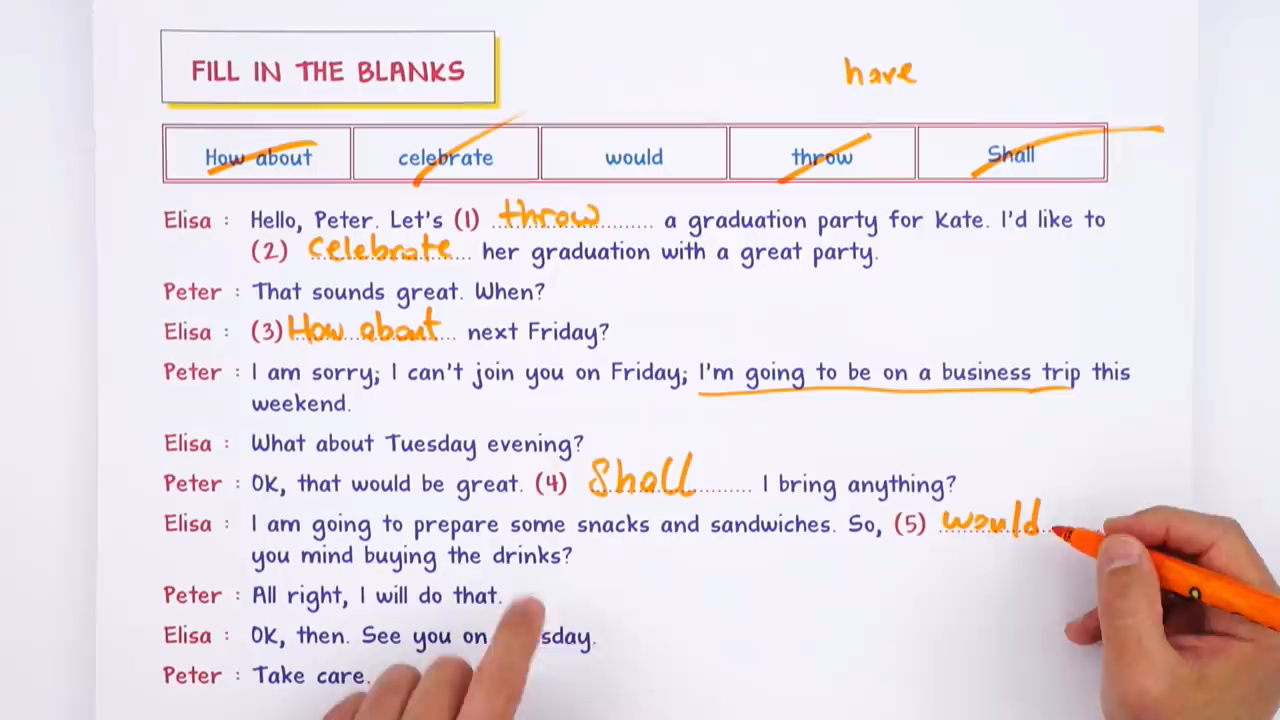 FILL IN THE BLANKS
have
How about celebrate would throw Shall
Elisa : Hello, Peter. Let's (1) throw a graduation party for Kate. I'd like to
(2) celebrate her graduation with a great party.
Peter : That sounds great. When?
Elisa : (3) How about next Friday?
Peter : I am sorry; I can't join you on Friday; I'm going to be on a business trip this
weekend.
Elisa : What about Tuesday evening?
Peter : OK, that would be great. (4) Shall I bring anything?
Elisa : I am going to prepare some snacks and sandwiches. So, (5) would
you mind buying the drinks?
Peter : All right, I will do that.
Elisa : OK, then. See you on
Peter : Take care.